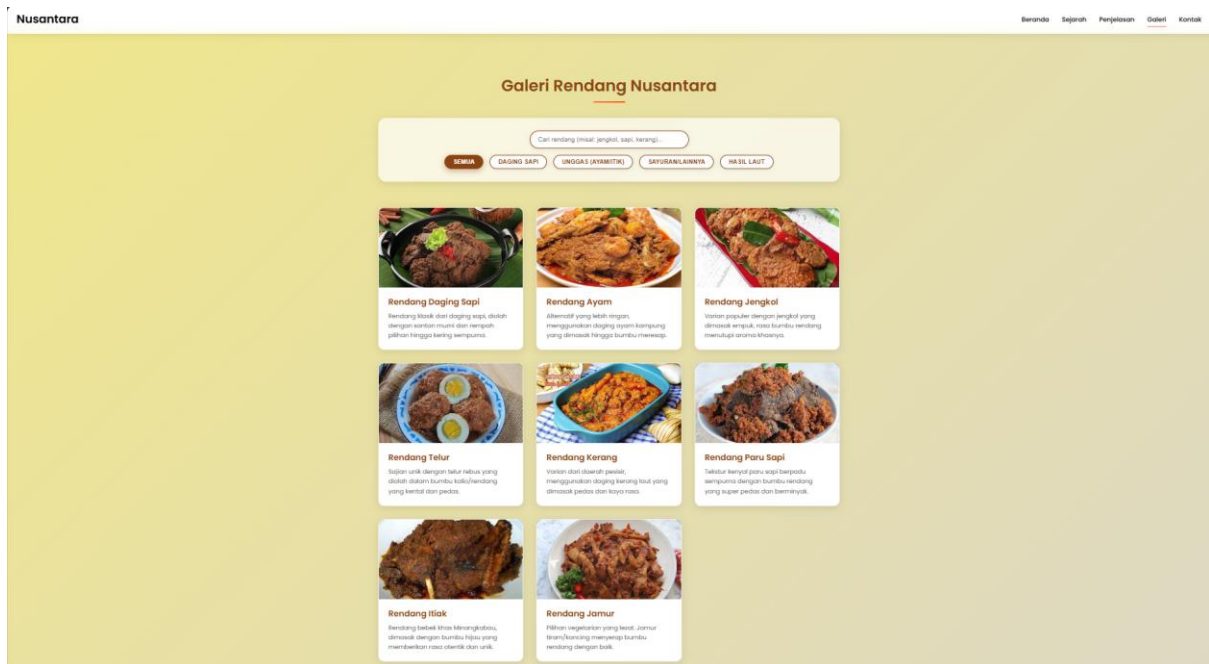 Nusantara
Beranda Sejarah Penjelasan Galeri Kontak
Galeri Rendang Nusantara
Cari rendang (misal: jengkol, sapi, kerang)...
SEMUA DAGING SAPI UNGGAS (AYAM/ITIK) SAYURAN/LAINNYA HASIL LAUT
Rendang Daging Sapi
Rendang klasik dari daging sapi, diolah
dengan santan murni dan rempah
pilihan hingga kering sempurna.
Rendang Ayam
Alternatif yang lebih ringan,
menggunakan daging ayam kampung
yang dimasak hingga bumbu meresap.
Rendang Jengkol
Varian populer dengan jengkol yang
dimasak empuk, rasa bumbu rendang
menutupi aroma khasnya.
Rendang Telur
Sajian unik dengan telur rebus yang
diolah dalam bumbu kalio/rendang
yang kental dan pedas.
Rendang Kerang
Varian dari daerah pesisir,
menggunakan daging kerang laut yang
dimasak pedas dan kaya rasa.
Rendang Paru Sapi
Tekstur kenyal paru sapi berpadu
sempurna dengan bumbu rendang
yang super pedas dan berminyak.
Rendang Itiak
Rendang bebek khas Minangkabau,
dimasak dengan bumbu hijau yang
memberikan rasa otentik dan unik.
Rendang Jamur
Pilihan vegetarian yang lezat. Jamur
tiram/kancing menyerap bumbu
rendang dengan baik.